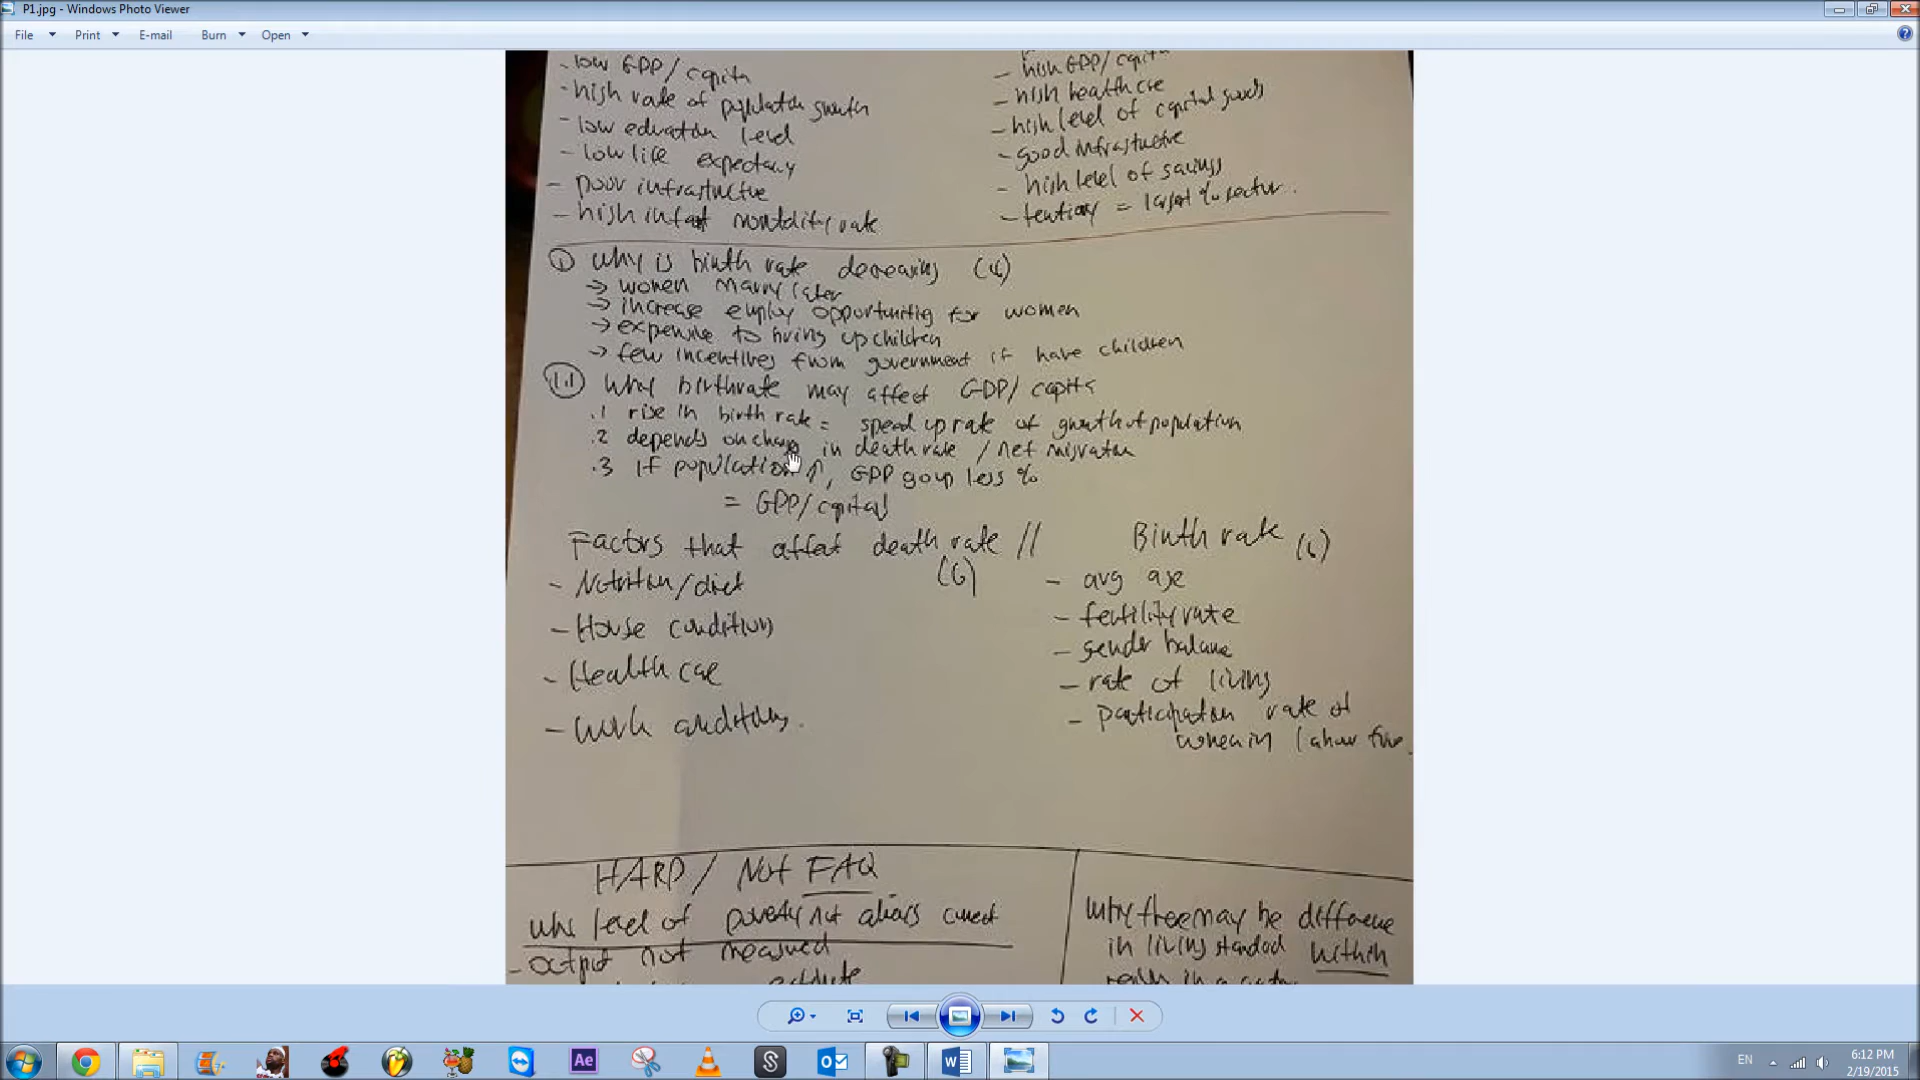 P1.jpg - Windows Photo Viewer
File Print E-mail Burn Open
- low GDP/capita
- high rate of population growth
- low education level
- low life expectancy
- poor infrastructure
- high infant mortality rate
- high GDP/capita
- high healthcare
- high level of capital goods
- good infrastructure
- high level of savings
- tertiary = largest % sector.
① Why is birth rate decreasing (4)
→ women marry later
→ increase employ opportunities for women
→ expensive to bring up children
→ few incentives from government if have children
1.1 Why birthrate may affect GDP/capita
.1 rise in birth rate = speed up rate of growth of population
.2 depends on change in death rate / net migration
.3 if population ↑, GDP go up less %
= GDP/capita↓
Factors that affect death rate // (6)
- Nutrition/diet
- House conditions
- Healthcare
- Work conditions.
Birth rate (6)
- avg age
- fertility rate
- gender balance
- rate of living
- participation rate of
women in labour force.
HARD / Not FAQ
Why level of poverty not always correct
- output not measured
estimate
Why there may be difference
in living standard within
EN
6:12 PM
2/19/2015